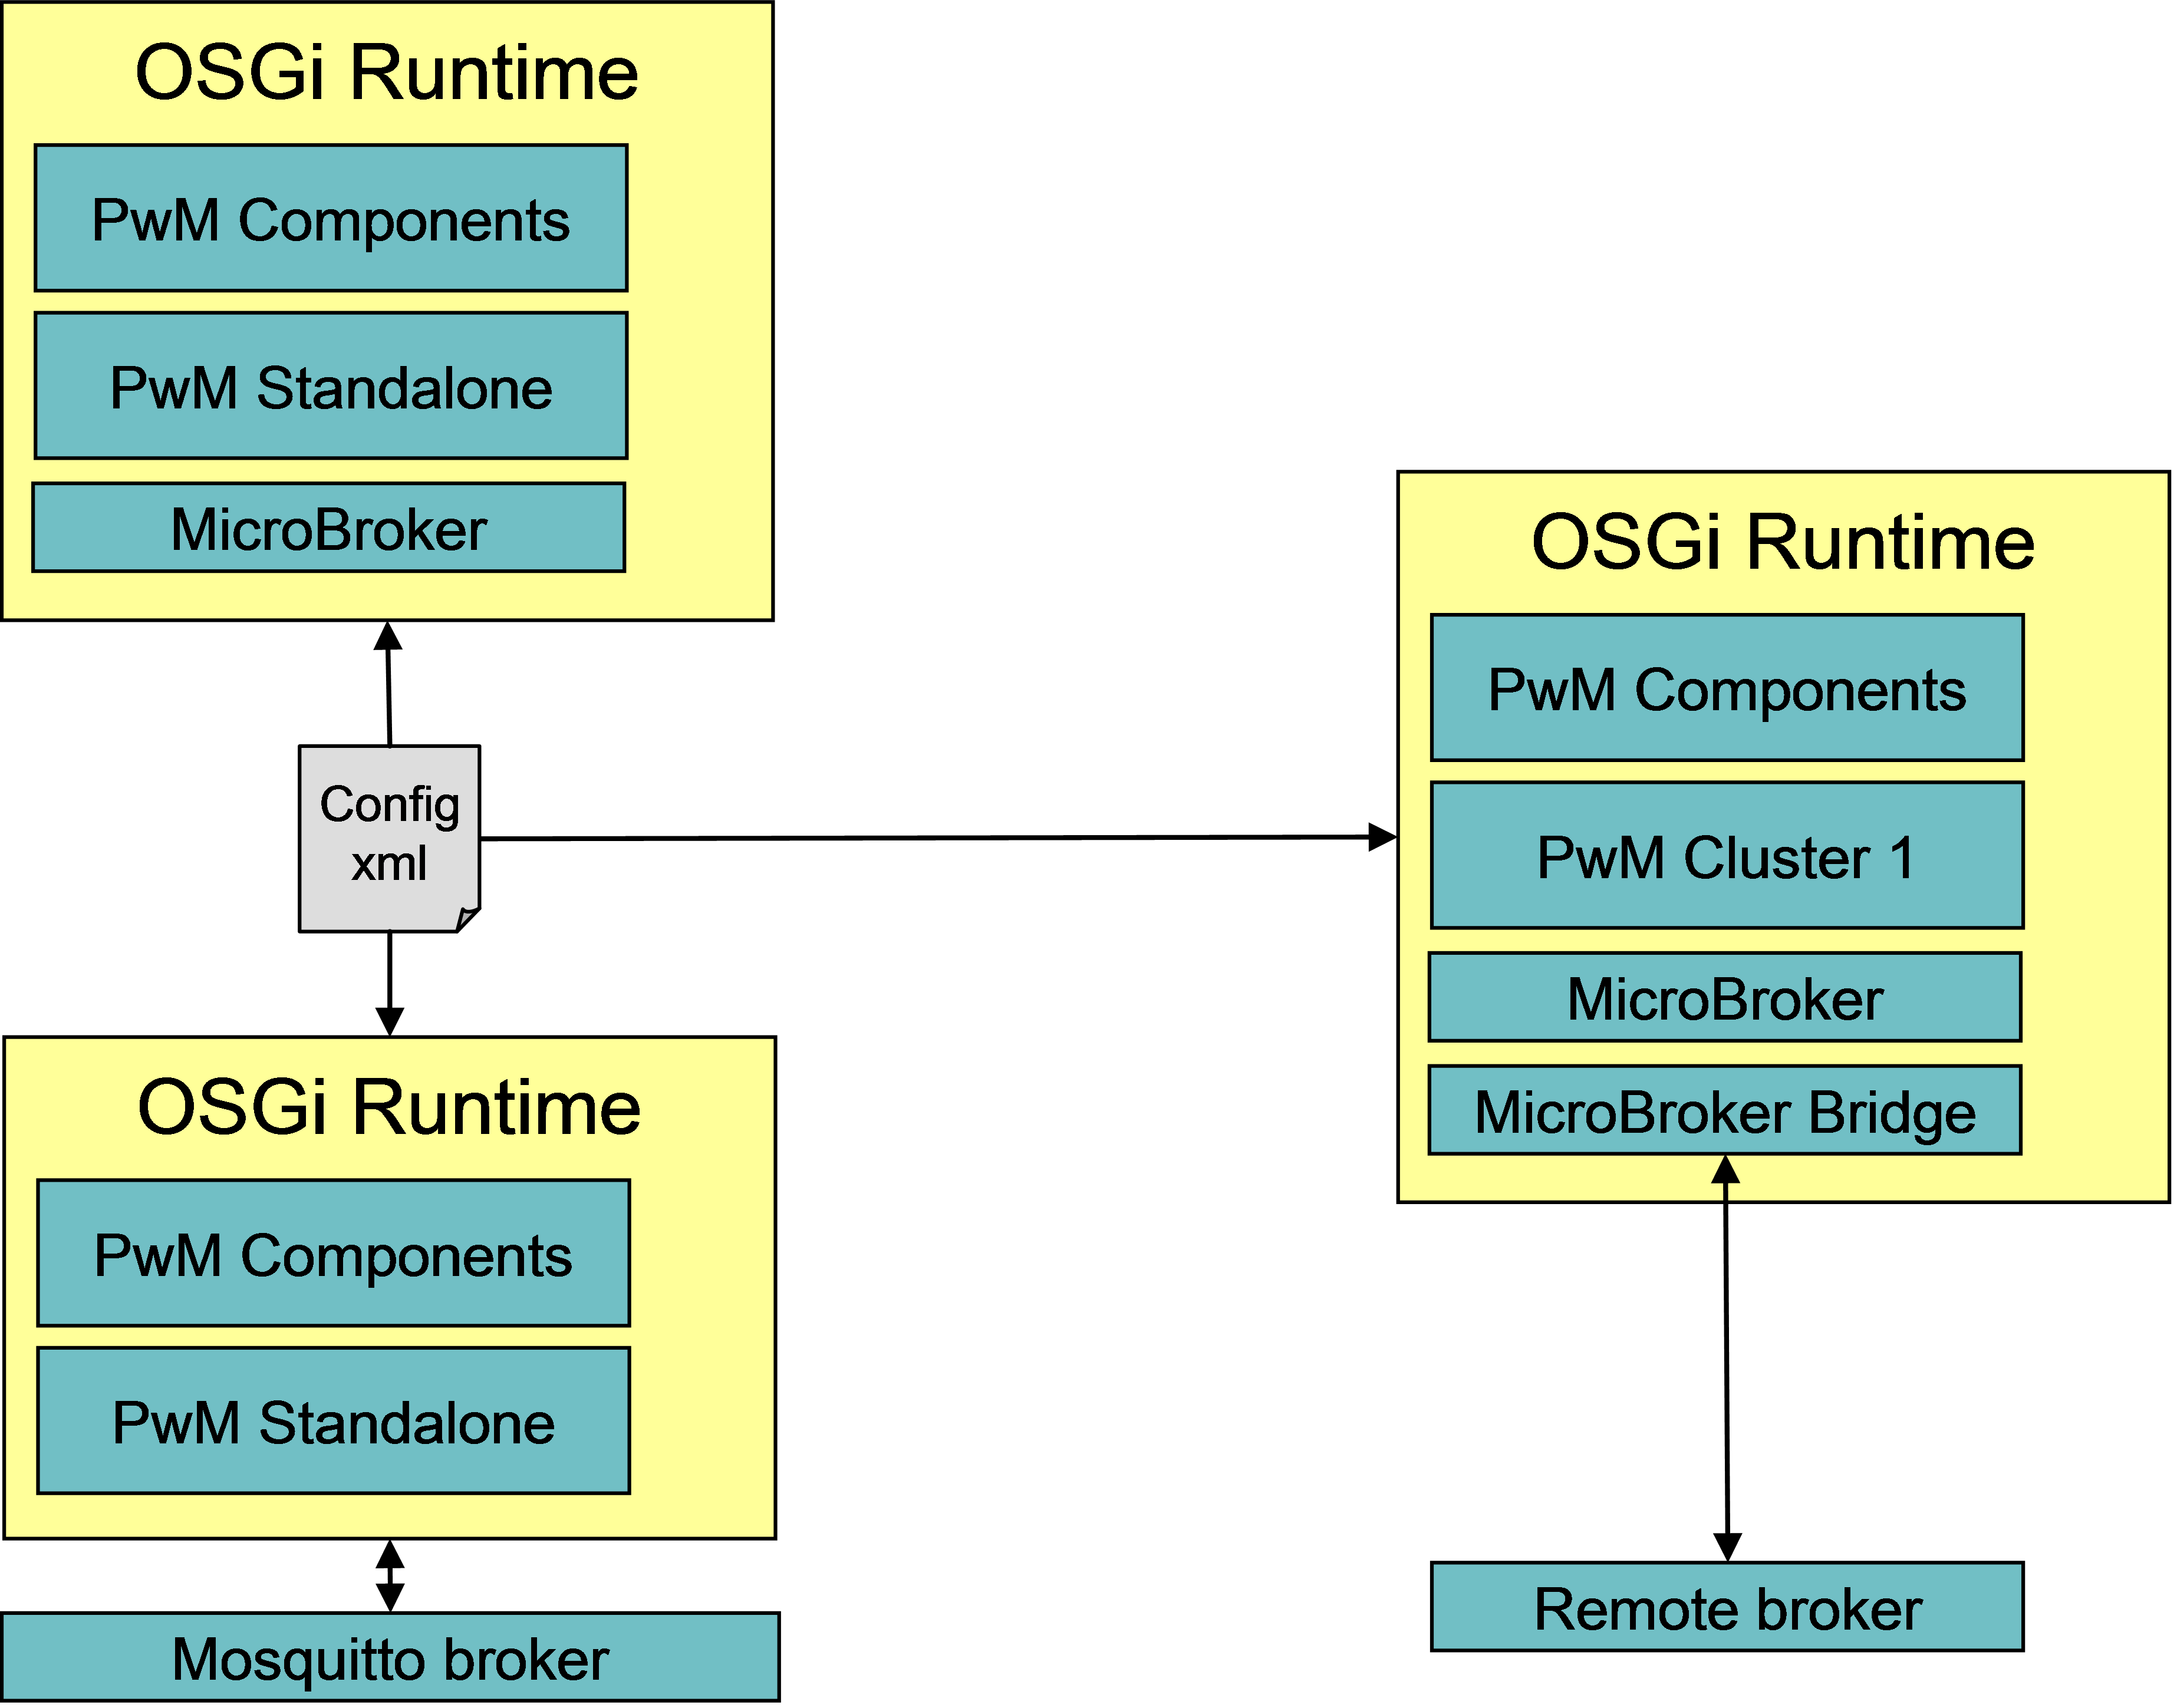 OSGi Runtime
PwM Components
PwM Standalone
MicroBroker
Config
xml
OSGi Runtime
PwM Components
PwM Standalone
Mosquitto broker
OSGi Runtime
PwM Components
PwM Cluster 1
MicroBroker
MicroBroker Bridge
Remote broker